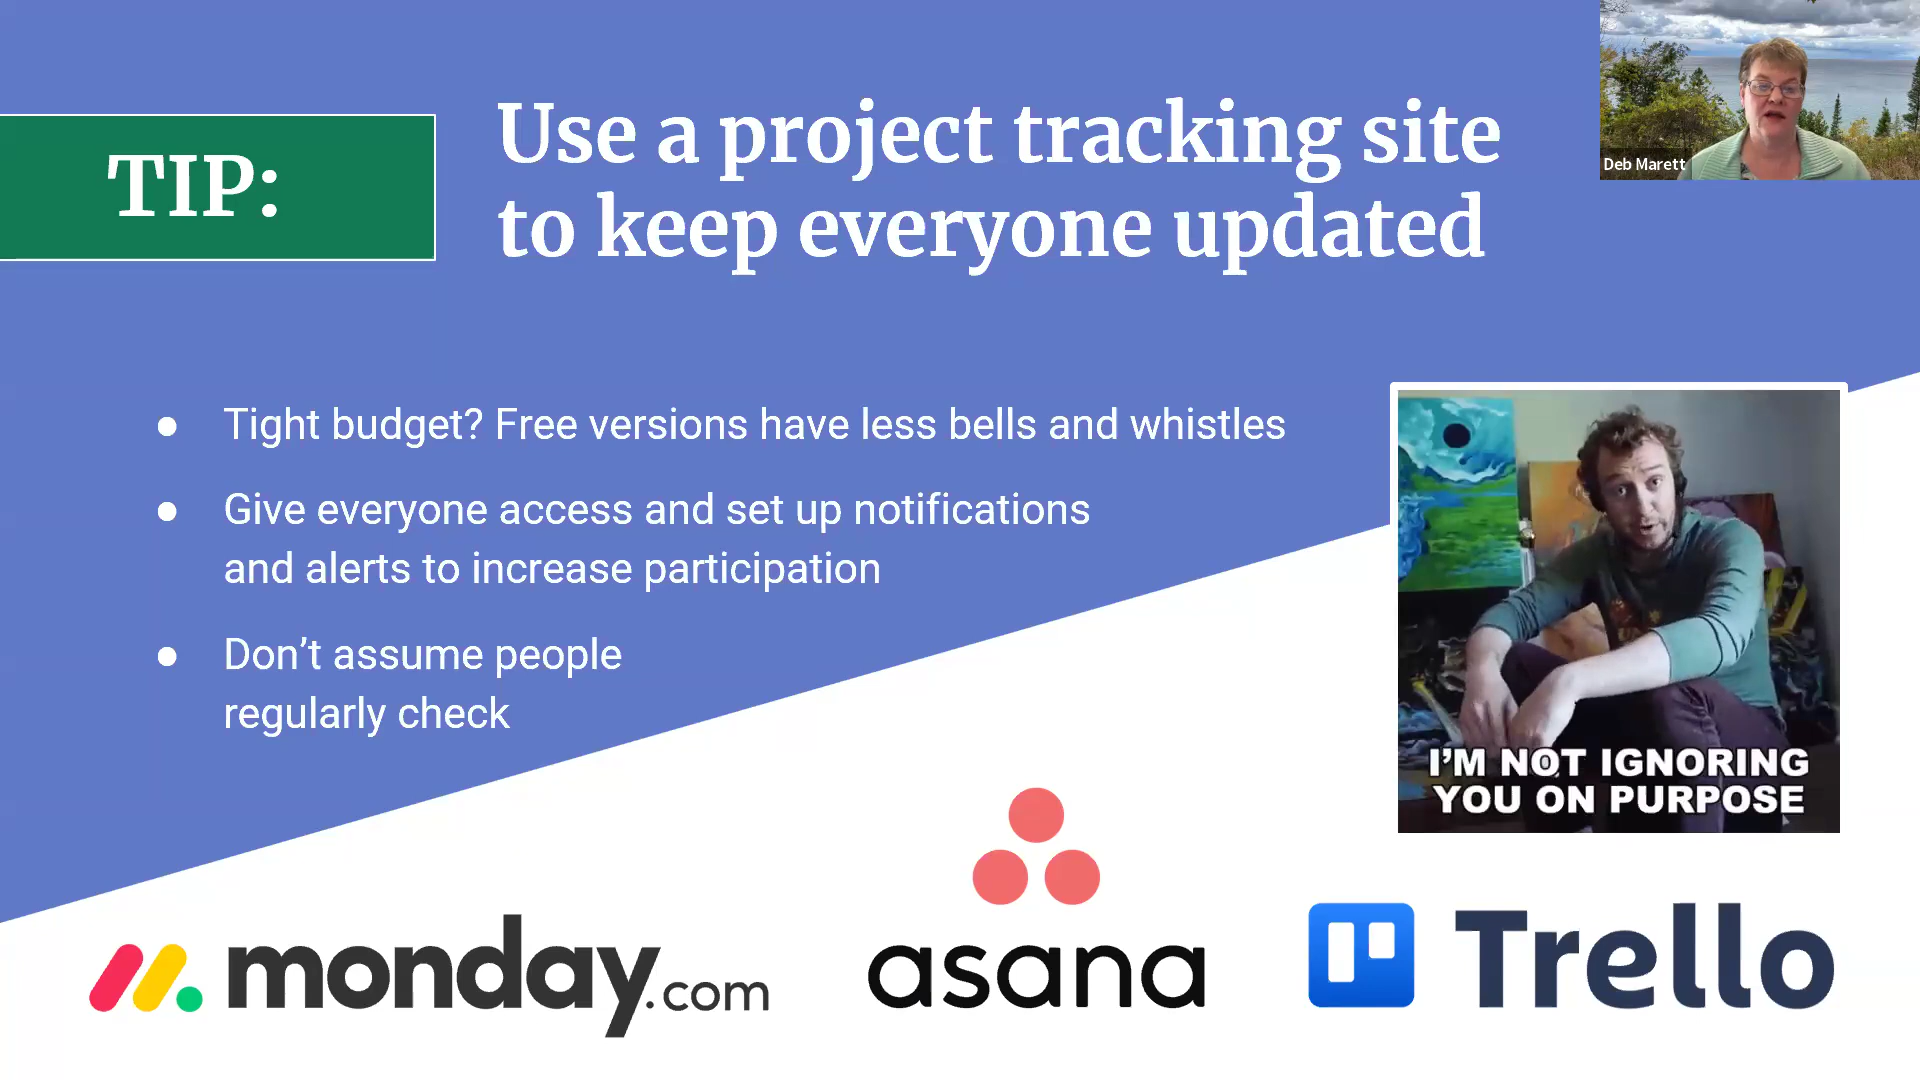 TIP:
Use a project tracking site
to keep everyone updated
Deb Marett
● Tight budget? Free versions have less bells and whistles
● Give everyone access and set up notifications
and alerts to increase participation
● Don’t assume people
regularly check
I’M NOT IGNORING
YOU ON PURPOSE
monday.com
asana
Trello